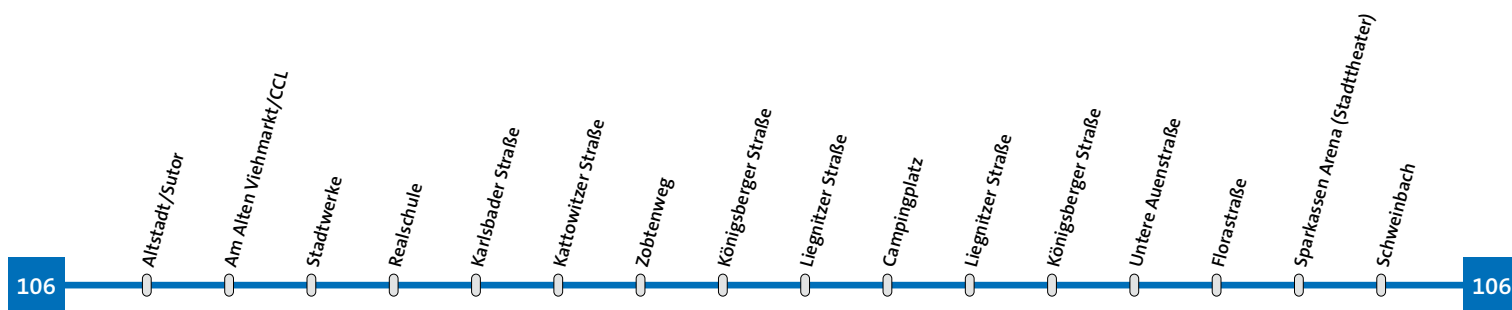 106
Altstadt/Sutor
Am Alten Viehmarkt/CCL
Stadtwerke
Realschule
Karlsbader Straße
Kattowitzer Straße
Zobtenweg
Königsberger Straße
Liegnitzer Straße
Campingplatz
Liegnitzer Straße
Königsberger Straße
Untere Auenstraße
Florastraße
Sparkassen Arena (Stadttheater)
Schweinbach
106